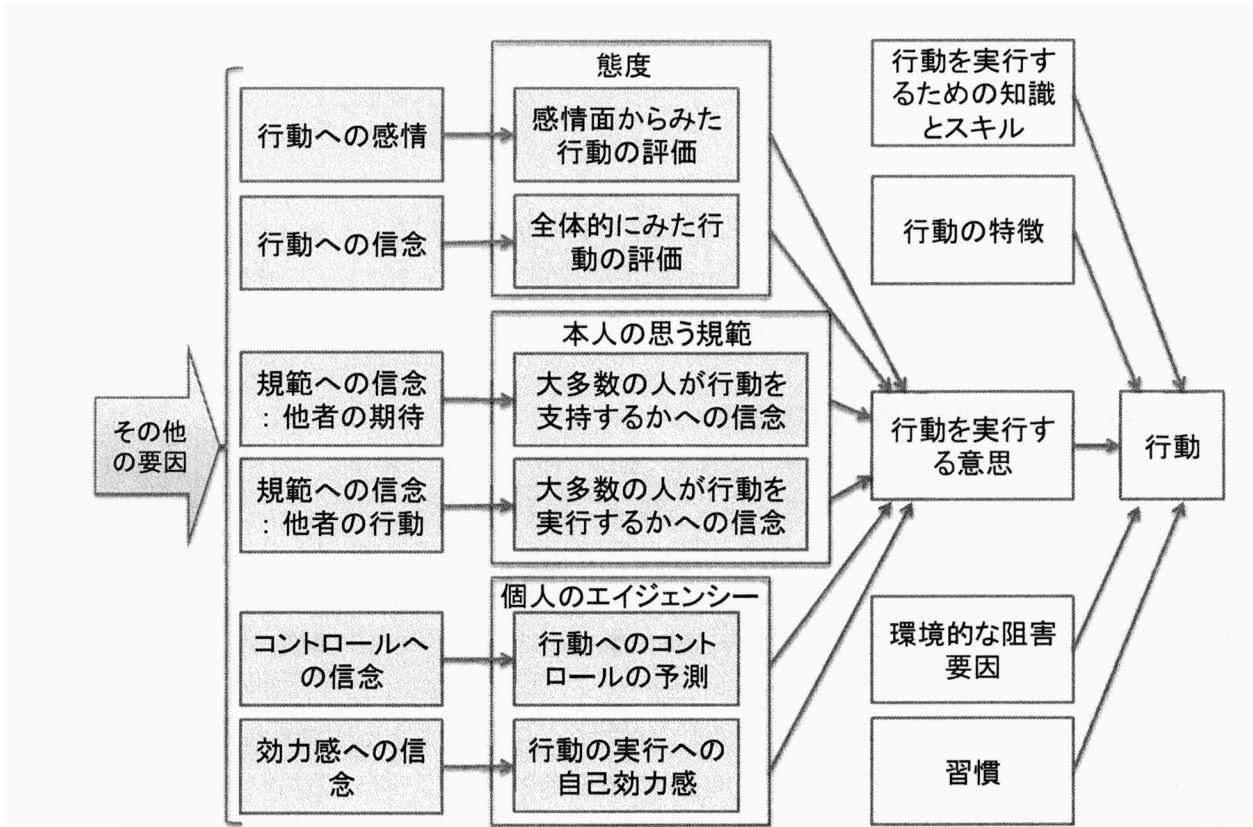 その他
の要因
行動への感情
行動への信念
規範への信念
：他者の期待
規範への信念
：他者の行動
コントロールへ
の信念
効力感への信
念
態度
感情面からみた
行動の評価
全体的にみた行
動の評価
本人の思う規範
大多数の人が行動を
支持するかへの信念
大多数の人が行動を
実行するかへの信念
個人のエイジェンシー
行動へのコント
ロールの予測
行動の実行への
自己効力感
行動を実行す
るための知識
とスキル
行動の特徴
行動を実行す
る意思
環境的な阻害
要因
習慣
行動